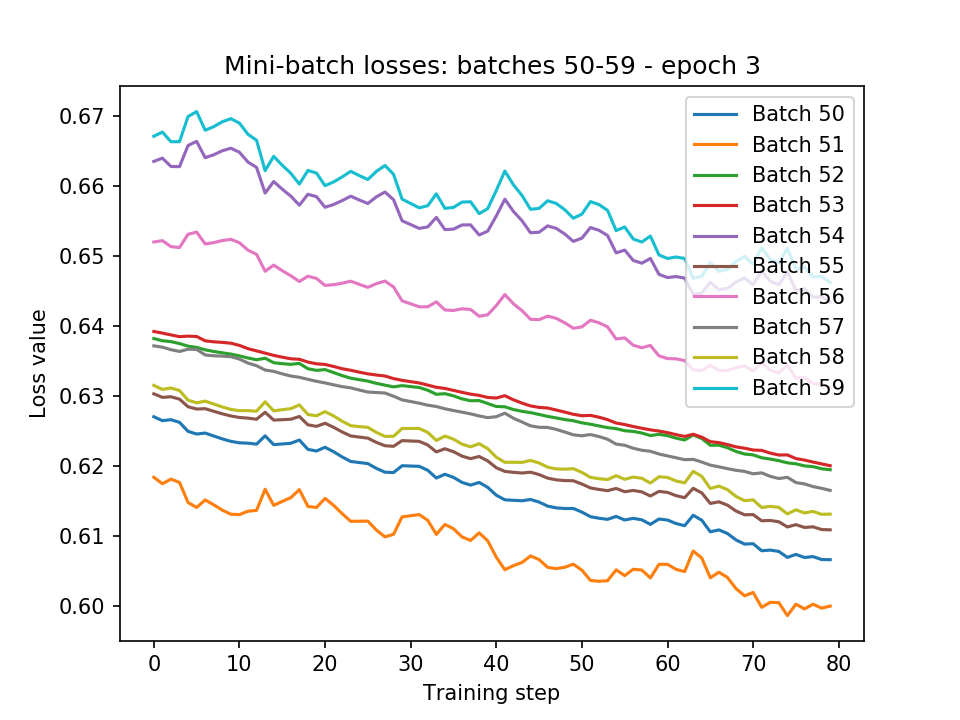 Mini-batch losses: batches 50-59 - epoch 3
Loss value
0.67
0.66
0.65
0.64
0.63
0.62
0.61
0.60
Batch 50
Batch 51
Batch 52
Batch 53
Batch 54
Batch 55
Batch 56
Batch 57
Batch 58
Batch 59
0 10 20 30 40 50 60 70 80
Training step